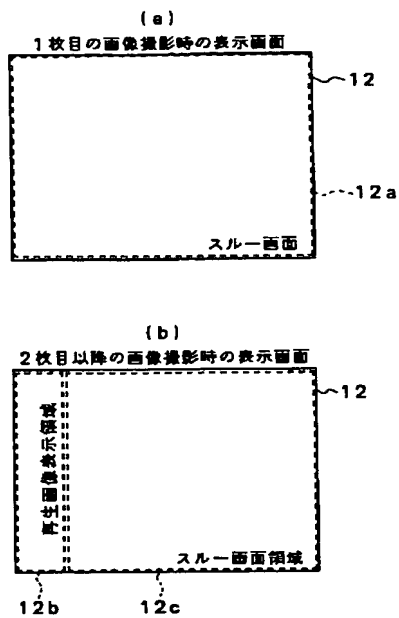 (a)
1枚目の画像撮影時の表示画面
12
12a
スルー画面
(b)
2枚目以降の画像撮影時の表示画面
12
再生画像表示領域
スルー画面領域
12b
12c